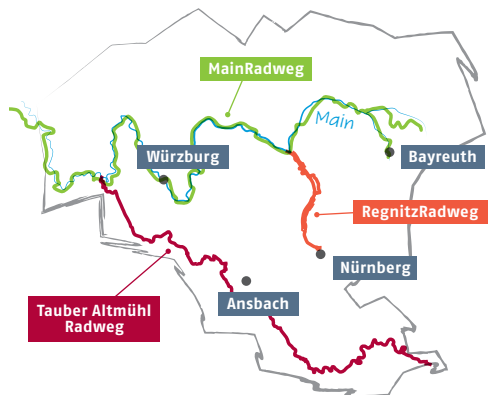 MainRadweg
Main
Würzburg
Bayreuth
RegnitzRadweg
Nürnberg
Ansbach
Tauber Altmühl
Radweg